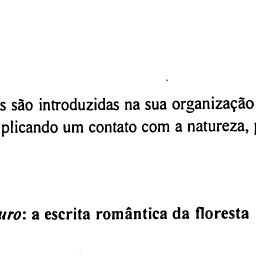 s são introduzidas na sua organização
plicando um contato com a natureza,
uro: a escrita romântica da floresta